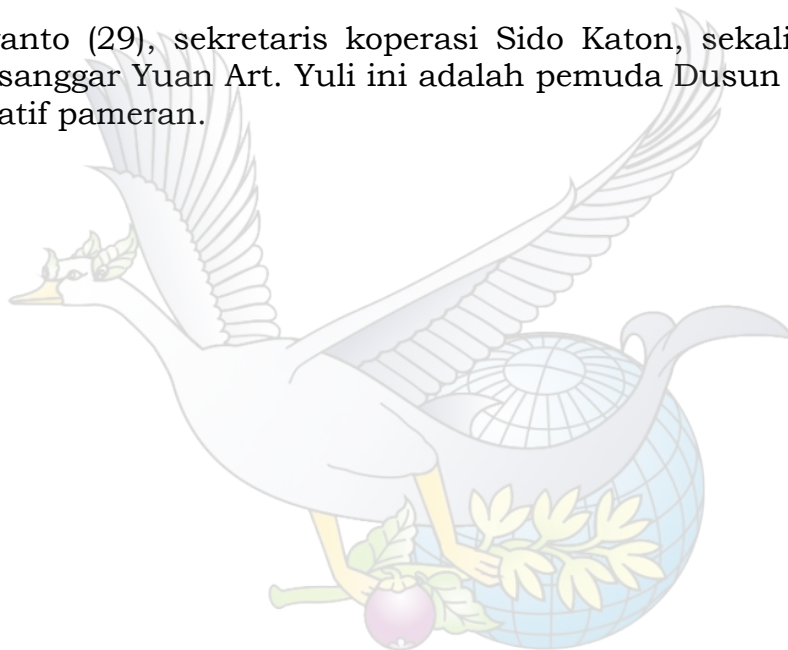 anto (29), sekretaris koperasi Sido Katon, sekali
sanggar Yuan Art. Yuli ini adalah pemuda Dusun
atif pameran.